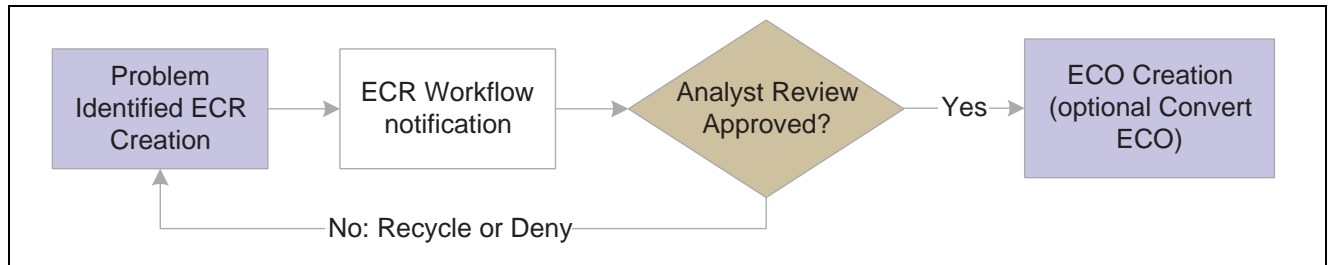 Problem
Identified ECR
Creation
ECR Workflow
notification
Analyst Review
Approved?
Yes
ECO Creation
(optional Convert
ECO)
No: Recycle or Deny